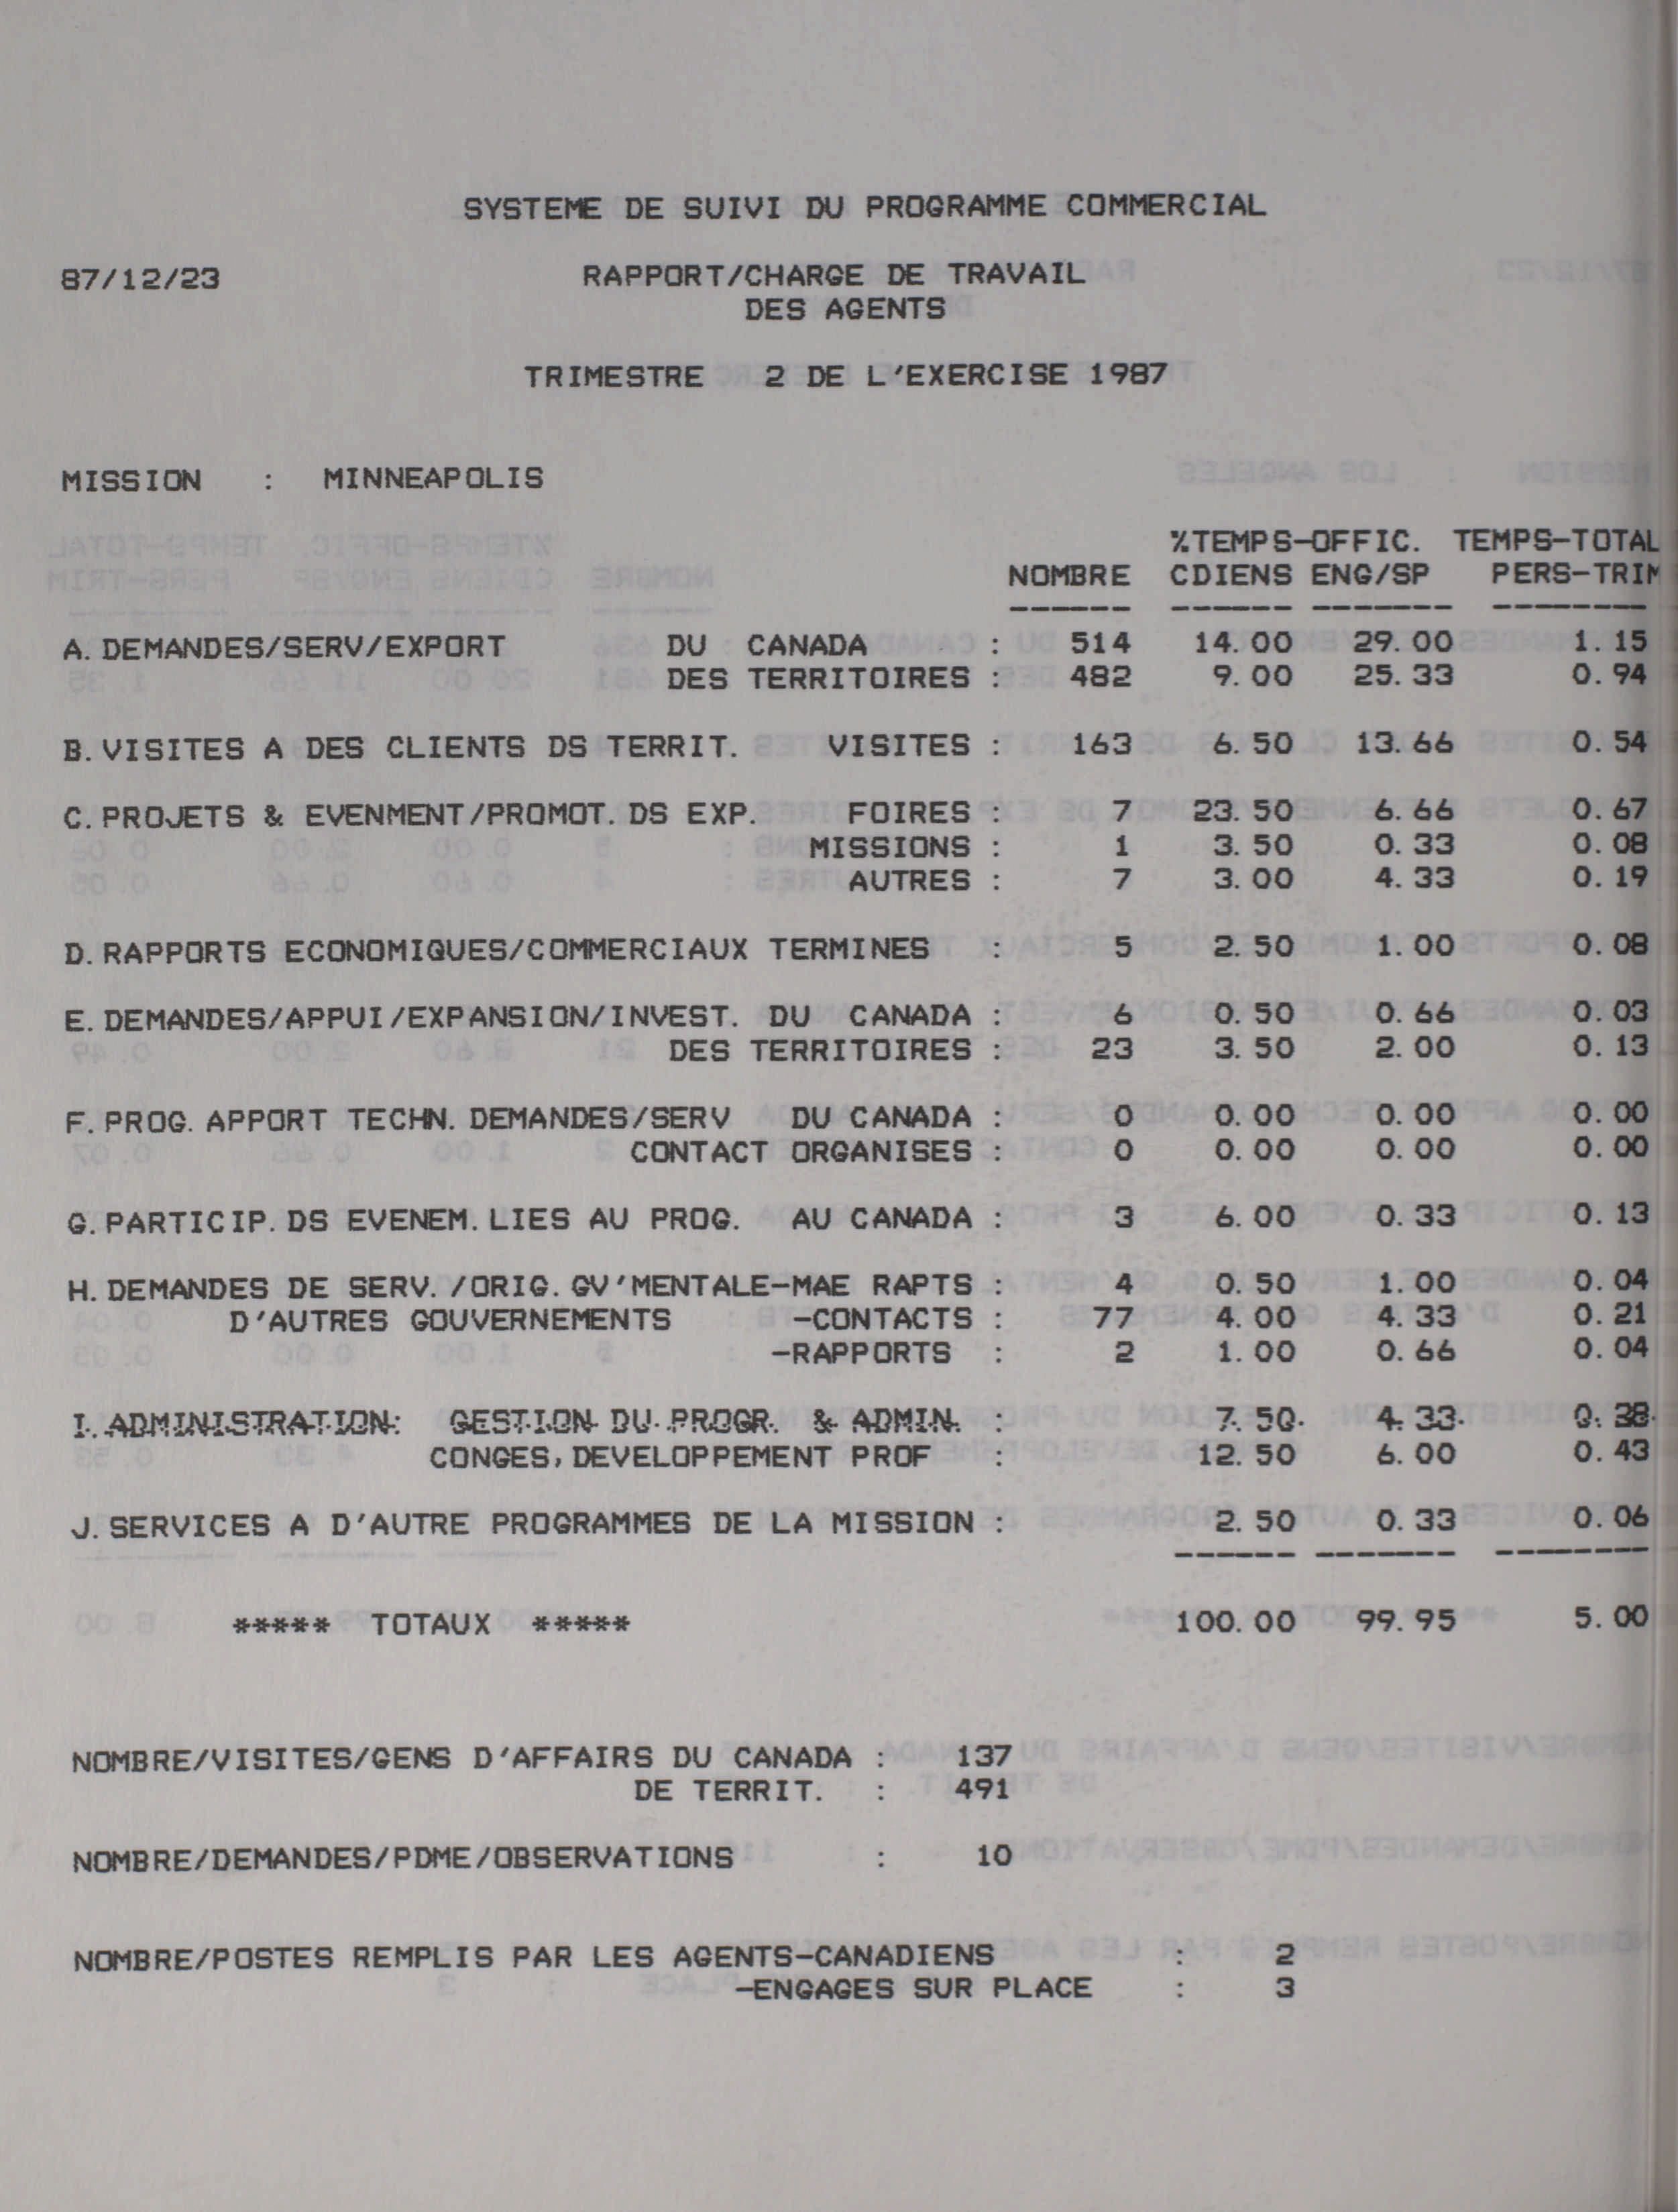 SYSTEME DE SUIVI DU PROGRAMME COMMERCIAL
87/12/23 RAPPORT/CHARGE DE TRAVAIL
DES AGENTS
TRIMESTRE 2 DE L'EXERCISE 1987
MISSION : MINNEAPOLIS
%TEMPS-OFFIC. TEMPS-TOTAL
NOMBRE CDIENS ENG/SP PERS-TRIM
------ ------ ------- --------
A. DEMANDES/SERV/EXPORT DU CANADA : 514 14.00 29.00 1.15
DES TERRITOIRES : 482 9.00 25.33 0.94
B. VISITES A DES CLIENTS DS TERRIT. VISITES : 163 6.50 13.66 0.54
C. PROJETS & EVENMENT/PROMOT. DS EXP. FOIRES : 7 23.50 6.66 0.67
MISSIONS : 1 3.50 0.33 0.08
AUTRES : 7 3.00 4.33 0.19
D. RAPPORTS ECONOMIQUES/COMMERCIAUX TERMINES : 5 2.50 1.00 0.08
E. DEMANDES/APPUI/EXPANSION/INVEST. DU CANADA : 6 0.50 0.66 0.03
DES TERRITOIRES : 23 3.50 2.00 0.13
F. PROG. APPORT TECHN. DEMANDES/SERV DU CANADA : 0 0.00 0.00 0.00
CONTACT ORGANISES : 0 0.00 0.00 0.00
G. PARTICIP. DS EVENEM. LIES AU PROG. AU CANADA : 3 6.00 0.33 0.13
H. DEMANDES DE SERV. /ORIG. GV'MENTALE-MAE RAPTS : 4 0.50 1.00 0.04
D'AUTRES GOUVERNEMENTS -CONTACTS : 77 4.00 4.33 0.21
-RAPPORTS : 2 1.00 0.66 0.04
I. ADMINISTRATION: GESTION DU PROGR. & ADMIN. : 7.50 4.33 0.28
CONGES, DEVELOPPEMENT PROF : 12.50 6.00 0.43
J. SERVICES A D'AUTRE PROGRAMMES DE LA MISSION : 2.50 0.33 0.06
------ ------- --------
***** TOTAUX ***** 100.00 99.95 5.00
NOMBRE/VISITES/GENS D'AFFAIRS DU CANADA : 137
DE TERRIT. : 491
NOMBRE/DEMANDES/PDME/OBSERVATIONS : 10
NOMBRE/POSTES REMPLIS PAR LES AGENTS-CANADIENS : 2
-ENGAGES SUR PLACE : 3